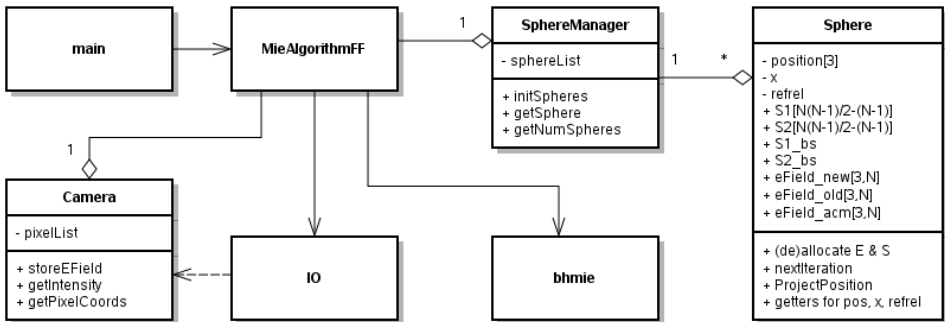 main
MieAlgorithmFF
1
SphereManager
- sphereList
+ initSpheres
+ getSphere
+ getNumSpheres
1
*
Sphere
- position[3]
- x
- refrel
+ S1[N(N-1)/2-(N-1)]
+ S2[N(N-1)/2-(N-1)]
+ S1_bs
+ S2_bs
+ eField_new[3,N]
+ eField_old[3,N]
+ eField_acm[3,N]
+ (de)allocate E & S
+ nextIteration
+ ProjectPosition
+ getters for pos, x, refrel
1
Camera
- pixelList
+ storeEField
+ getIntensity
+ getPixelCoords
IO
bhmie